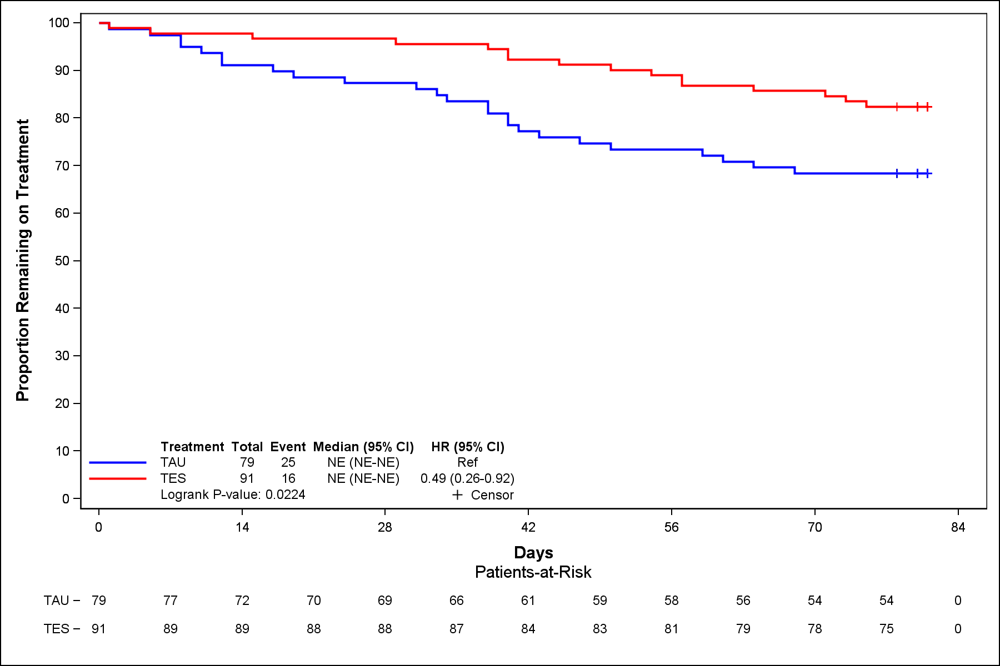 Proportion Remaining on Treatment
100
90
80
70
60
50
40
30
20
10
0
Treatment Total Event Median (95% CI) HR (95% CI)
TAU 79 25 NE (NE-NE) Ref
TES 91 16 NE (NE-NE) 0.49 (0.26-0.92)
Logrank P-value: 0.0224 + Censor
0 14 28 42 56 70 84
Days
Patients-at-Risk
TAU 79 77 72 70 69 66 61 59 58 56 54 54 0
TES 91 89 89 88 88 87 84 83 81 79 78 75 0